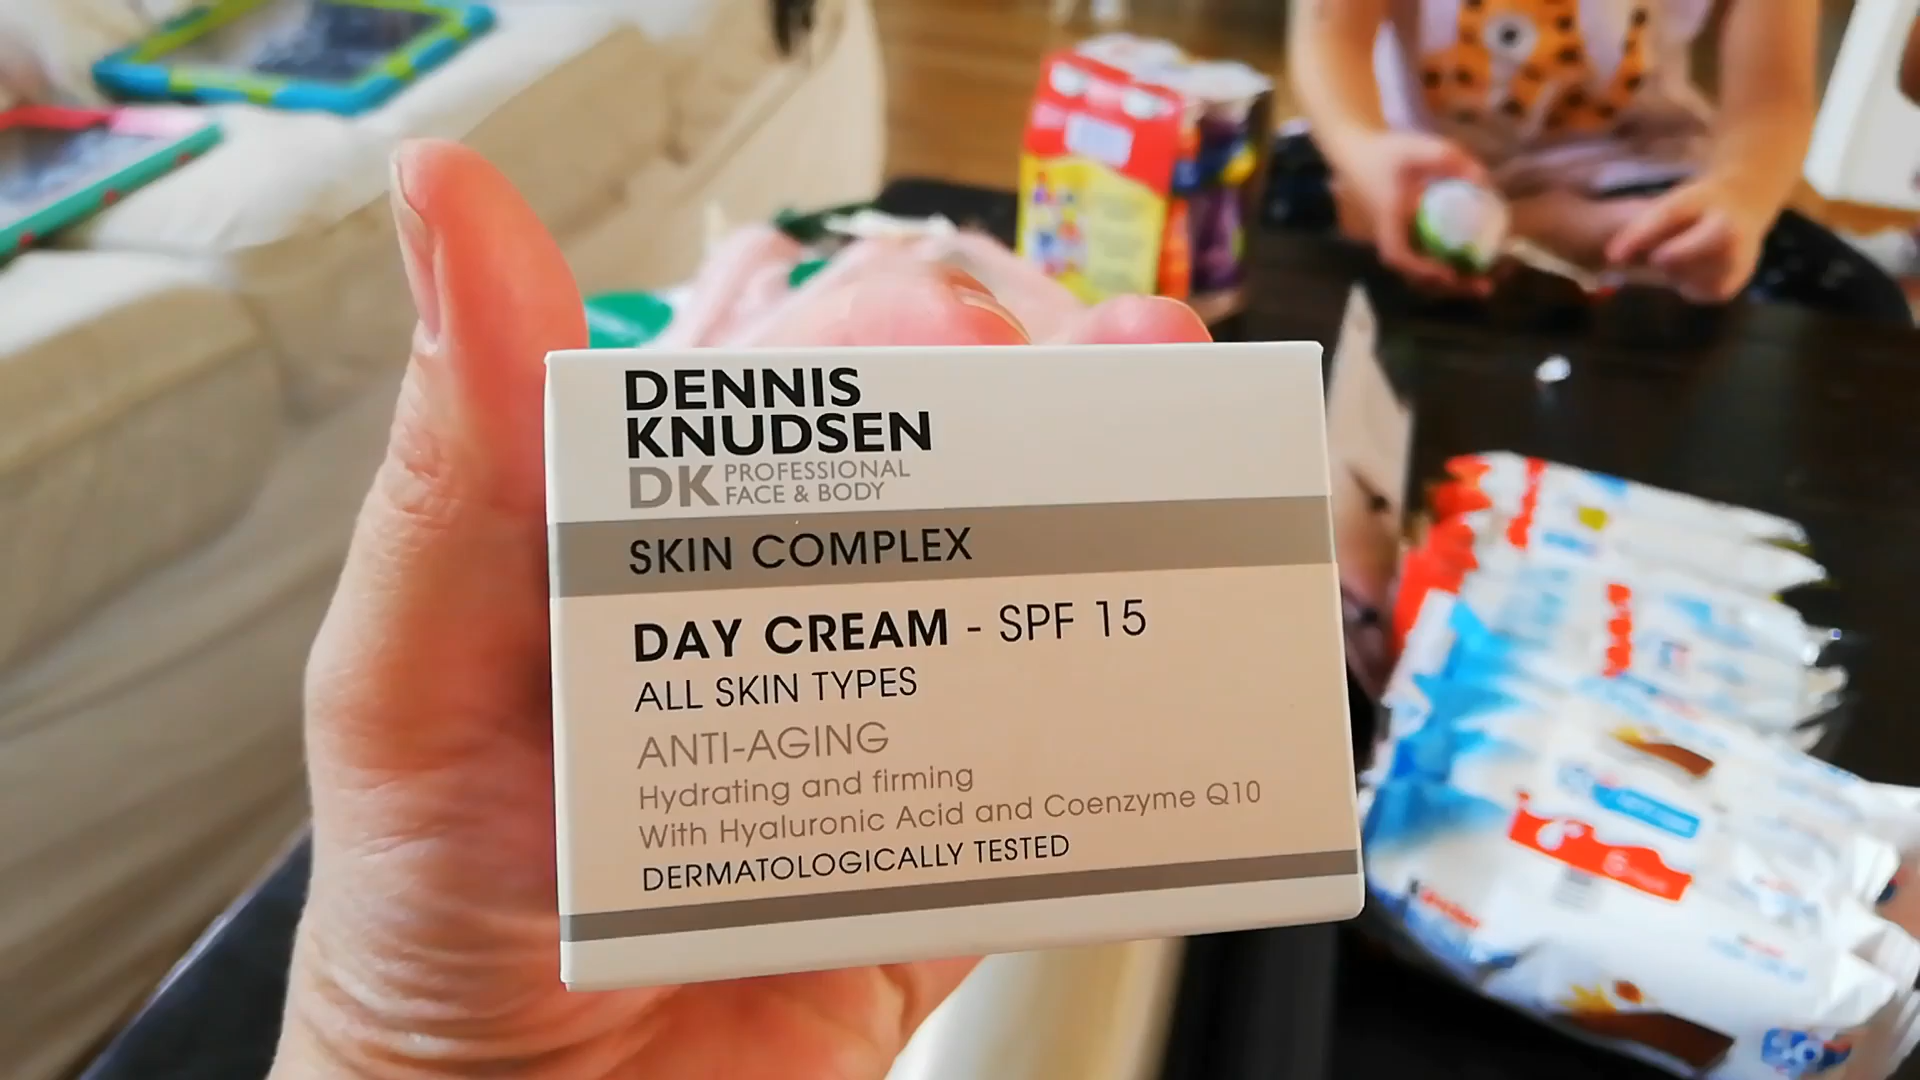 DENNIS
KNUDSEN
DK PROFESSIONAL
FACE & BODY
SKIN COMPLEX
DAY CREAM - SPF 15
ALL SKIN TYPES
ANTI-AGING
Hydrating and firming
With Hyaluronic Acid and Coenzyme Q10
DERMATOLOGICALLY TESTED